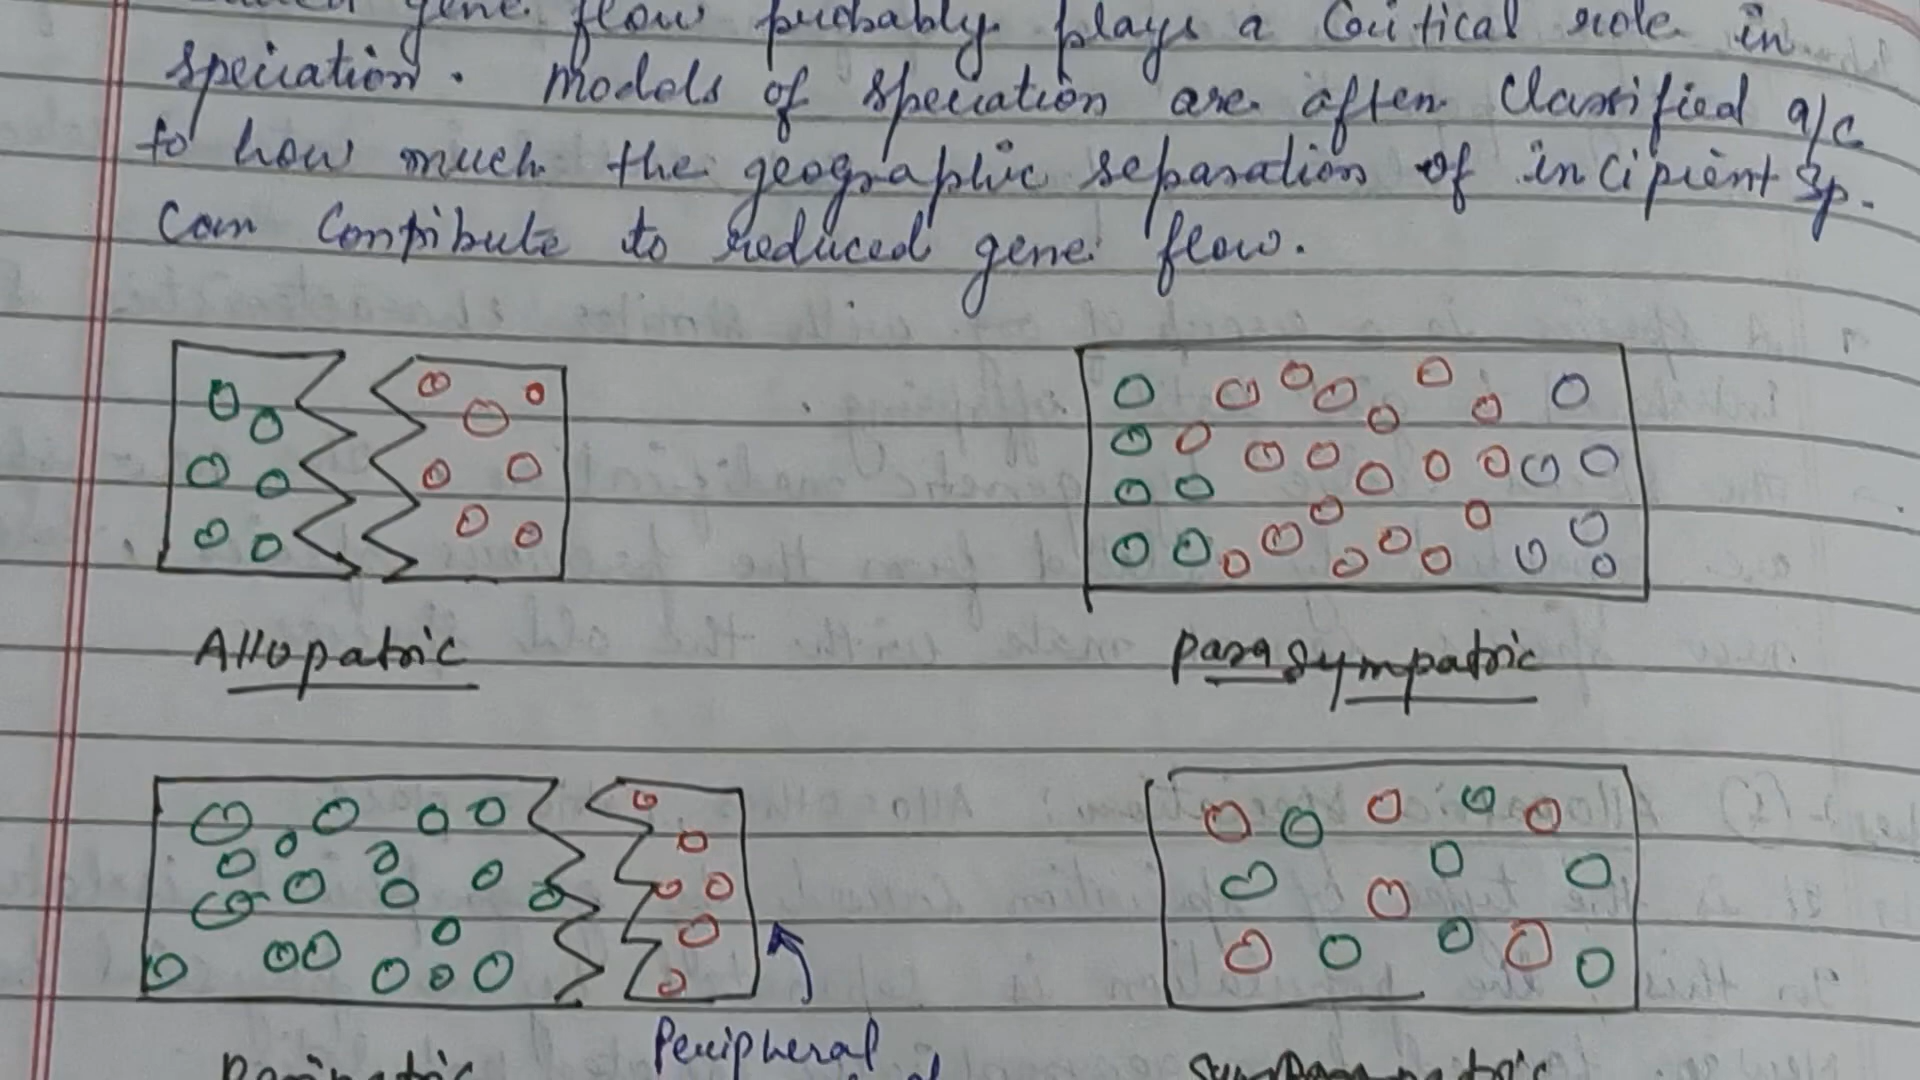 gene flow probably plays a Critical role in
speciation. Models of speciation are often Classified a/c
to how much the geographic separation of incipient Sp.
Can Contribute to reduced gene flow.
Allopatric
Parasympatric
Peripheral
Peripatric